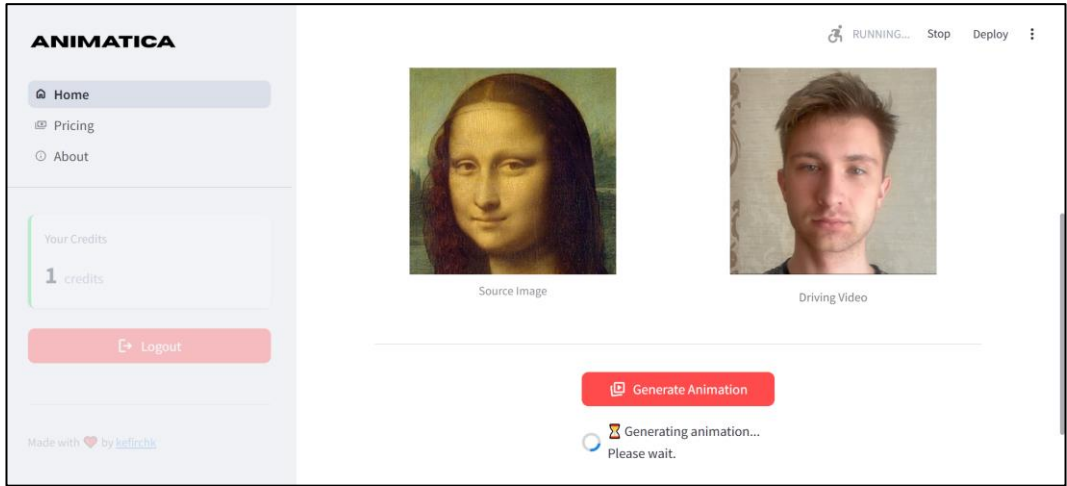 ANIMATICA
Home
Pricing
About
Your Credits
1 credits
Logout
Made with ❤️ by kefirchk
RUNNING... Stop Deploy
Source Image
Driving Video
Generate Animation
⏳ Generating animation...
Please wait.